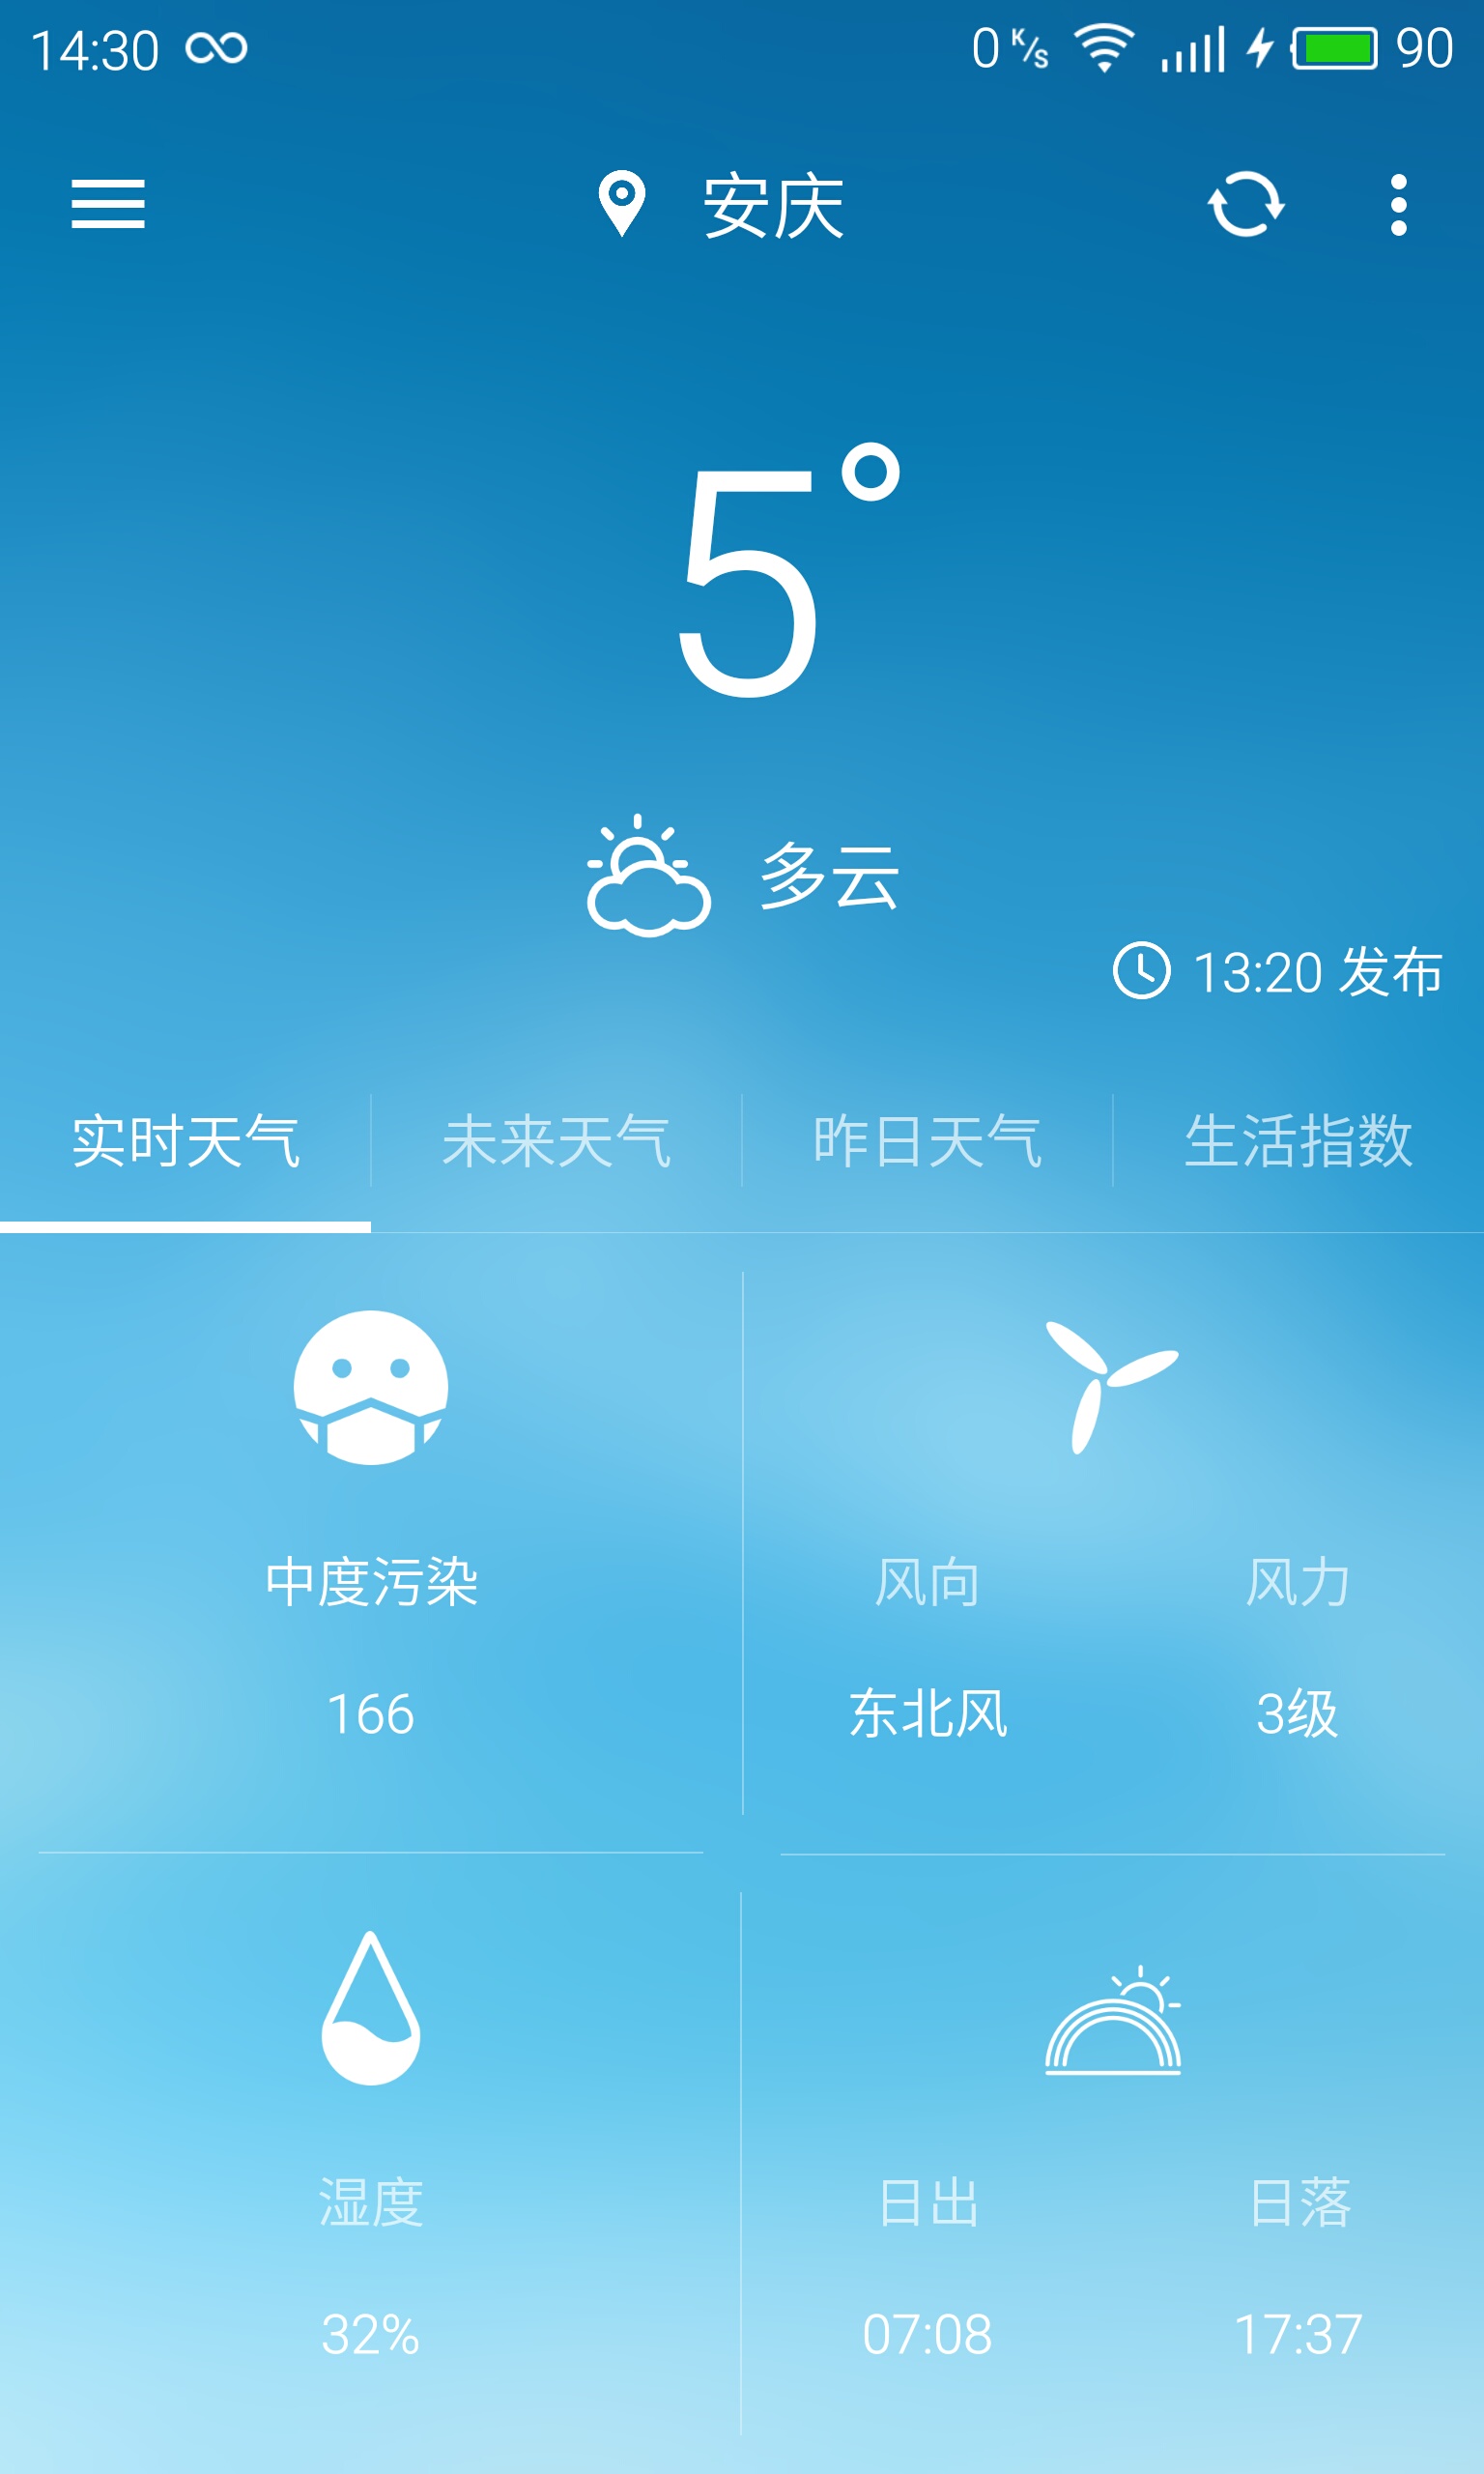 14:30 0 K/s 90
安庆
5°
多云
13:20 发布
实时天气 未来天气 昨日天气 生活指数
中度污染 风向 风力
166 东北风 3级
湿度 日出 日落
32% 07:08 17:37